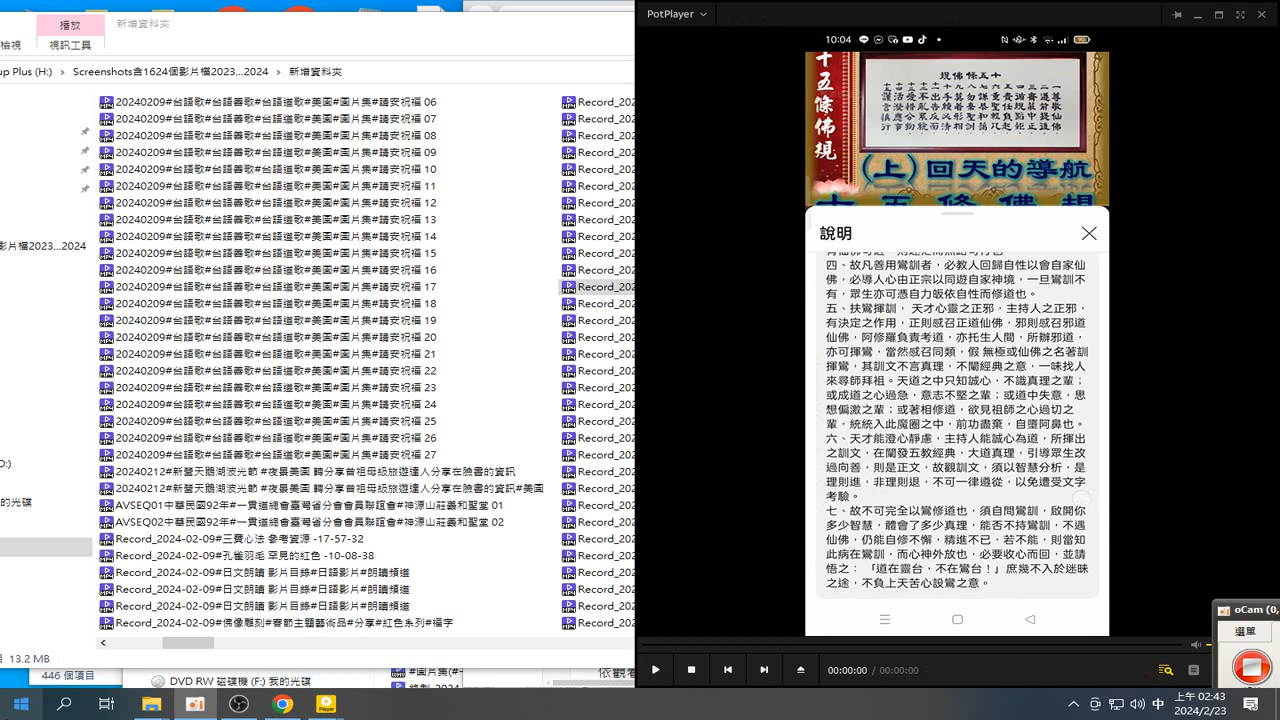 播放
新增資料夾
檢視
視訊工具
up Plus (H:) > Screenshots含1624個影片檔2023...2024 > 新增資料夾
影片檔2023...2024
的光碟
20240209#台語歌#台語善歌#台語道歌#美圖#圖片集#請安祝福 06
20240209#台語歌#台語善歌#台語道歌#美圖#圖片集#請安祝福 07
20240209#台語歌#台語善歌#台語道歌#美圖#圖片集#請安祝福 08
20240209#台語歌#台語善歌#台語道歌#美圖#圖片集#請安祝福 09
20240209#台語歌#台語善歌#台語道歌#美圖#圖片集#請安祝福 10
20240209#台語歌#台語善歌#台語道歌#美圖#圖片集#請安祝福 11
20240209#台語歌#台語善歌#台語道歌#美圖#圖片集#請安祝福 12
20240209#台語歌#台語善歌#台語道歌#美圖#圖片集#請安祝福 13
20240209#台語歌#台語善歌#台語道歌#美圖#圖片集#請安祝福 14
20240209#台語歌#台語善歌#台語道歌#美圖#圖片集#請安祝福 15
20240209#台語歌#台語善歌#台語道歌#美圖#圖片集#請安祝福 16
20240209#台語歌#台語善歌#台語道歌#美圖#圖片集#請安祝福 17
20240209#台語歌#台語善歌#台語道歌#美圖#圖片集#請安祝福 18
20240209#台語歌#台語善歌#台語道歌#美圖#圖片集#請安祝福 19
20240209#台語歌#台語善歌#台語道歌#美圖#圖片集#請安祝福 20
20240209#台語歌#台語善歌#台語道歌#美圖#圖片集#請安祝福 21
20240209#台語歌#台語善歌#台語道歌#美圖#圖片集#請安祝福 22
20240209#台語歌#台語善歌#台語道歌#美圖#圖片集#請安祝福 23
20240209#台語歌#台語善歌#台語道歌#美圖#圖片集#請安祝福 24
20240209#台語歌#台語善歌#台語道歌#美圖#圖片集#請安祝福 25
20240209#台語歌#台語善歌#台語道歌#美圖#圖片集#請安祝福 26
20240209#台語歌#台語善歌#台語道歌#美圖#圖片集#請安祝福 27
20240212#新營天鵝湖波光節 #夜景美圖 轉分享曾祖母級旅遊達人分享在臉書的資訊
20240212#新營天鵝湖波光節 #夜景美圖 轉分享曾祖母級旅遊達人分享在臉書的資訊#美圖
AVSEQ01中華民國92年#一貫道總會臺灣省分會會員聯誼會#神源山莊義和聖堂 01
AVSEQ02中華民國92年#一貫道總會臺灣省分會會員聯誼會#神源山莊義和聖堂 02
Record_2024-02-09#三寶心法 參考資源 -17-57-32
Record_2024-02-09#孔雀羽毛 罕見的紅色 -10-08-38
Record_2024-02-09#日文朗讀 影片目錄#日語影片#朗讀頻道
Record_2024-02-09#日文朗讀 影片目錄#日語影片#朗讀頻道
Record_2024-02-09#日文朗讀 影片目錄#日語影片#朗讀頻道
Record_2024-02-09#佛像雕刻#春節主題藝術品#分享#紅色系列#福字
13.2 MB
446 個項目
DVD RW 磁碟機 (F:) 我的光碟
PotPlayer
10:04
十五條佛規
規佛條五十
(上)回天的導航
十五條佛規
說明
四、故凡善用鸞訓者，必教人回歸自性以會自家仙
佛，必導人心由正宗以同遊自家神境，一旦鸞訓不
有，眾生亦可憑自力皈依自性而修道也。
五、扶鸞揮訓， 天才心靈之正邪，主持人之正邪，
有決定之作用，正則感召正道仙佛，邪則感召邪道
仙佛，阿修羅負責考道，亦托生人間，所辦邪道，
亦可揮鸞，當然感召同類，假 無極或仙佛之名著訓
揮鸞，其訓文不言真理，不闡經典之意，一味找人
來尋師拜祖。天道之中只知誠心，不識真理之輩；
或成道之心過急，意志不堅之輩；或道中失意，思
想偏激之輩；或著相修道，欲見祖師之心過切之
輩，統統入此魔圈之中，前功盡棄，自墮阿鼻也。
六、天才能澄心靜慮，主持人能誠心為道，所揮出
之訓文，在闡發五教經典，大道真理，引導眾生改
過向善，則是正文，故觀訓文，須以智慧分析，是
理則進，非理則退，不可一律遵從，以免遭受文字
考驗。
七、故不可完全以鸞修道也，須自問鸞訓，啟開你
多少智慧，體會了多少真理，能否不持鸞訓，不遇
仙佛，仍能自修不懈，精進不已，若不能，則當知
此病在鸞訓，而心神外放也，必要收心而回，並請
悟之： 「道在靈台，不在鸞台！」庶幾不入於迷昧
之途，不負上天苦心設鸞之意。
00:00:00 / 00:00:00
oCam (0,
選單
上午 02:43
中
2024/2/23